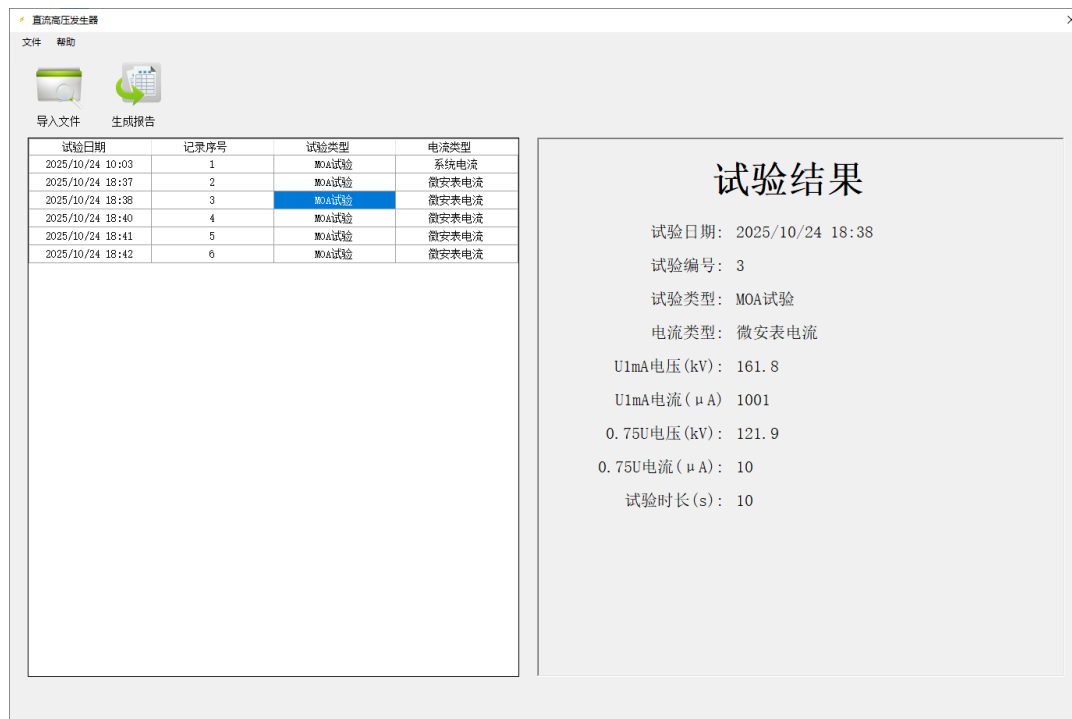 直流高压发生器
文件 帮助
导入文件 生成报告
试验日期 记录序号 试验类型 电流类型
2025/10/24 10:03 1 MOA试验 系统电流
2025/10/24 18:37 2 MOA试验 微安表电流
2025/10/24 18:38 3 MOA试验 微安表电流
2025/10/24 18:40 4 MOA试验 微安表电流
2025/10/24 18:41 5 MOA试验 微安表电流
2025/10/24 18:42 6 MOA试验 微安表电流
试验结果
试验日期: 2025/10/24 18:38
试验编号: 3
试验类型: MOA试验
电流类型: 微安表电流
U1mA电压(kV): 161.8
U1mA电流(μA) 1001
0.75U电压(kV): 121.9
0.75U电流(μA): 10
试验时长(s): 10